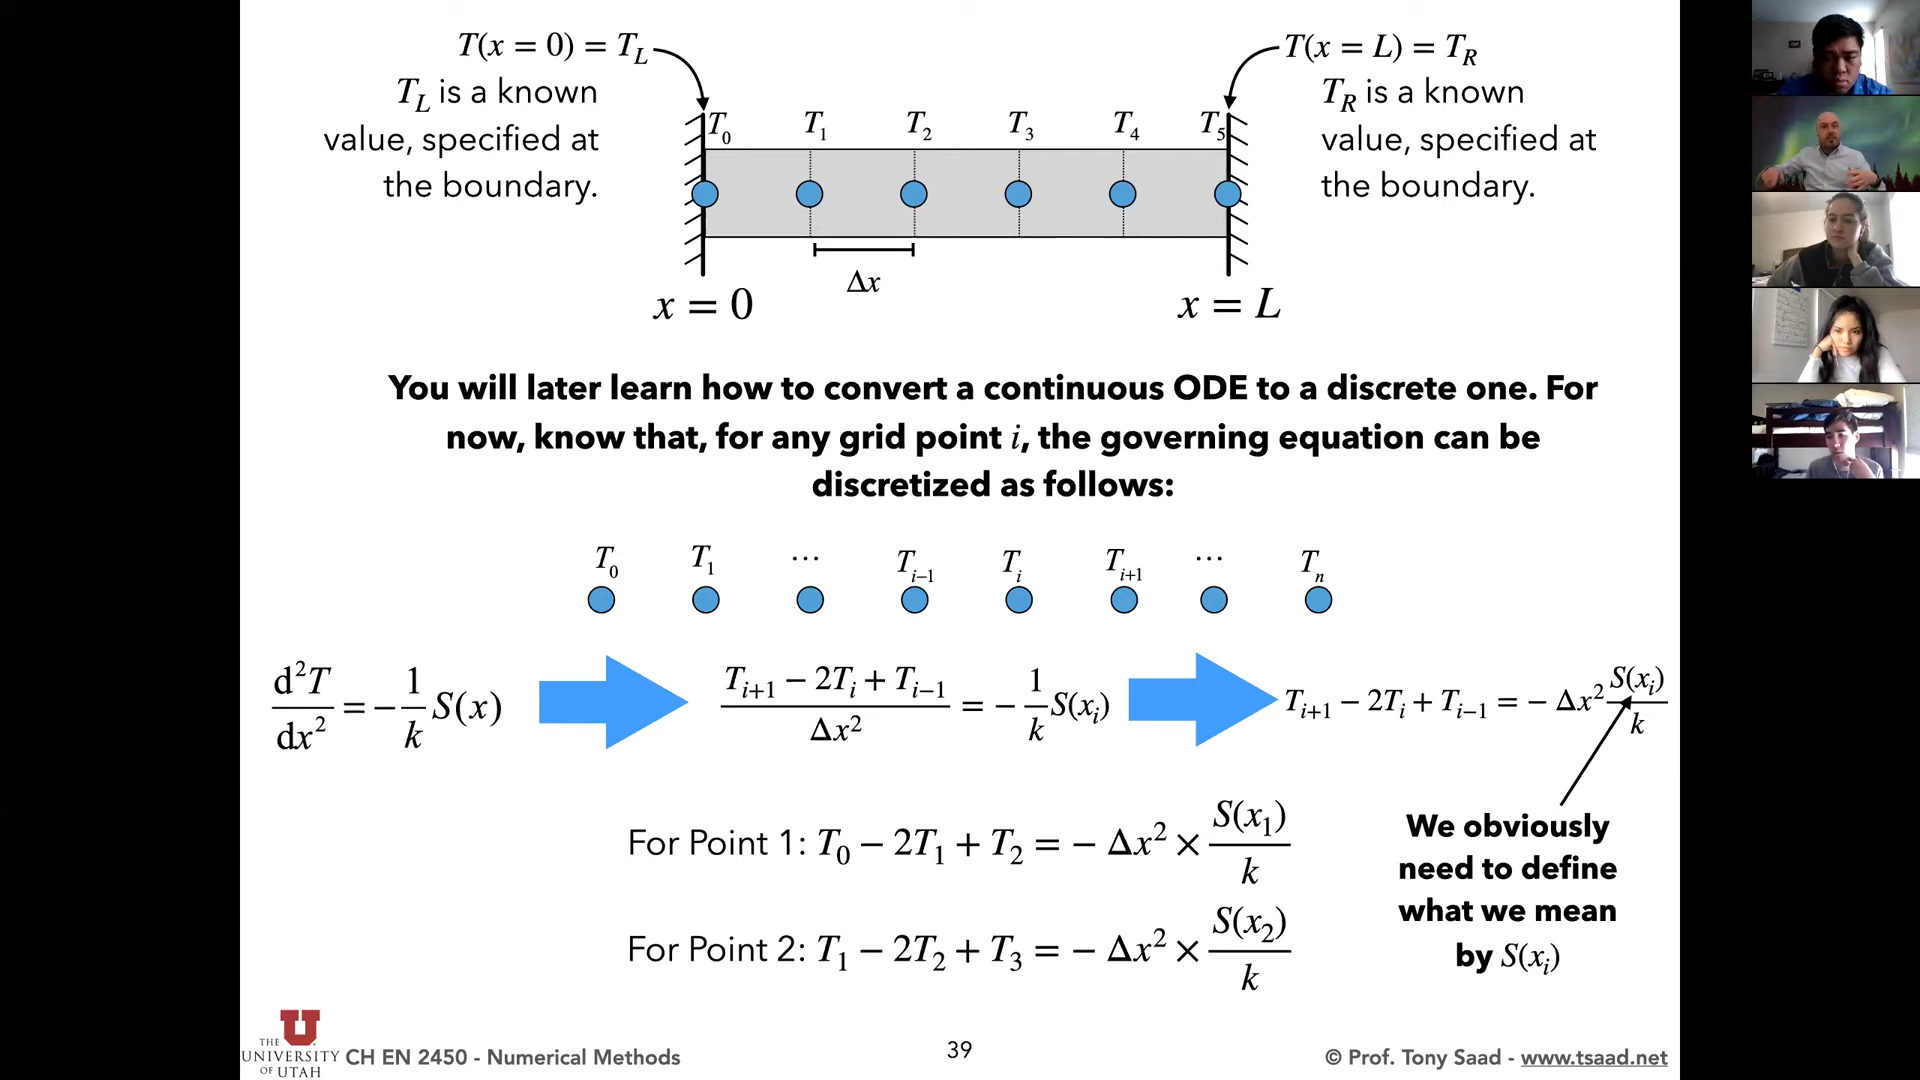 T(x = 0) = T_L
T_L is a known
value, specified at
the boundary.
T(x = L) = T_R
T_R is a known
value, specified at
the boundary.
T_0 T_1 T_2 T_3 T_4 T_5
Δx
x = 0
x = L
You will later learn how to convert a continuous ODE to a discrete one. For
now, know that, for any grid point i, the governing equation can be
discretized as follows:
T_0 T_1 ⋯ T_{i−1} T_i T_{i+1} ⋯ T_n
d²T/dx² = − 1/k S(x)
(T_{i+1} − 2T_i + T_{i−1})/Δx² = − 1/k S(x_i)
T_{i+1} − 2T_i + T_{i−1} = − Δx² S(x_i)/k
For Point 1: T_0 − 2T_1 + T_2 = − Δx² × S(x_1)/k
For Point 2: T_1 − 2T_2 + T_3 = − Δx² × S(x_2)/k
We obviously
need to define
what we mean
by S(x_i)
THE
UNIVERSITY
OF UTAH
CH EN 2450 - Numerical Methods
39
© Prof. Tony Saad - www.tsaad.net